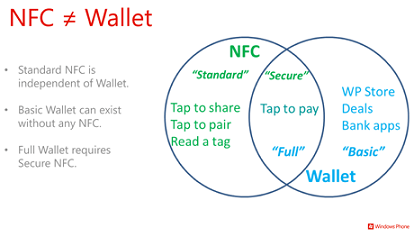 NFC ≠ Wallet
• Standard NFC is
independent of Wallet.
• Basic Wallet can exist
without any NFC.
• Full Wallet requires
Secure NFC.
NFC
“Standard”
“Secure”
Tap to share
Tap to pair
Read a tag
Tap to pay
WP Store
Deals
Bank apps
“Full”
“Basic”
Wallet
Windows Phone